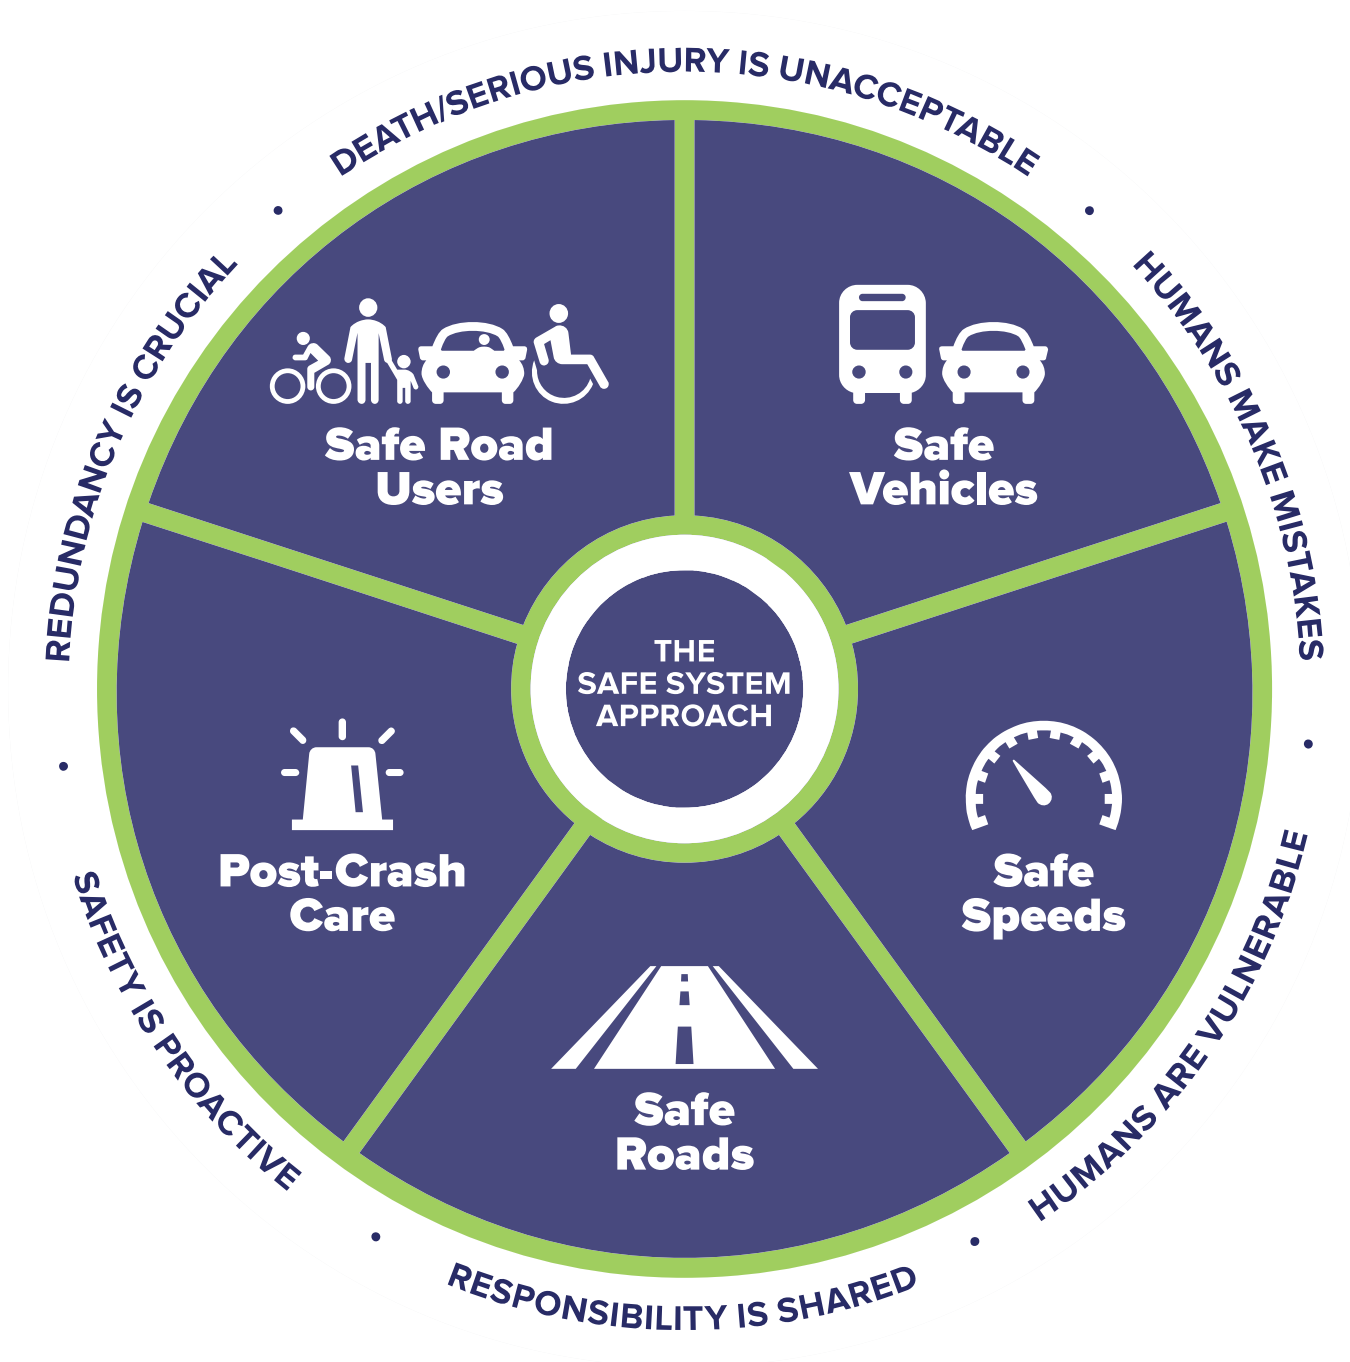 DEATH/SERIOUS INJURY IS UNACCEPTABLE
HUMANS MAKE MISTAKES
HUMANS ARE VULNERABLE
RESPONSIBILITY IS SHARED
SAFETY IS PROACTIVE
REDUNDANCY IS CRUCIAL
Safe Road
Users
Safe
Vehicles
THE
SAFE SYSTEM
APPROACH
Post-Crash
Care
Safe
Speeds
Safe
Roads